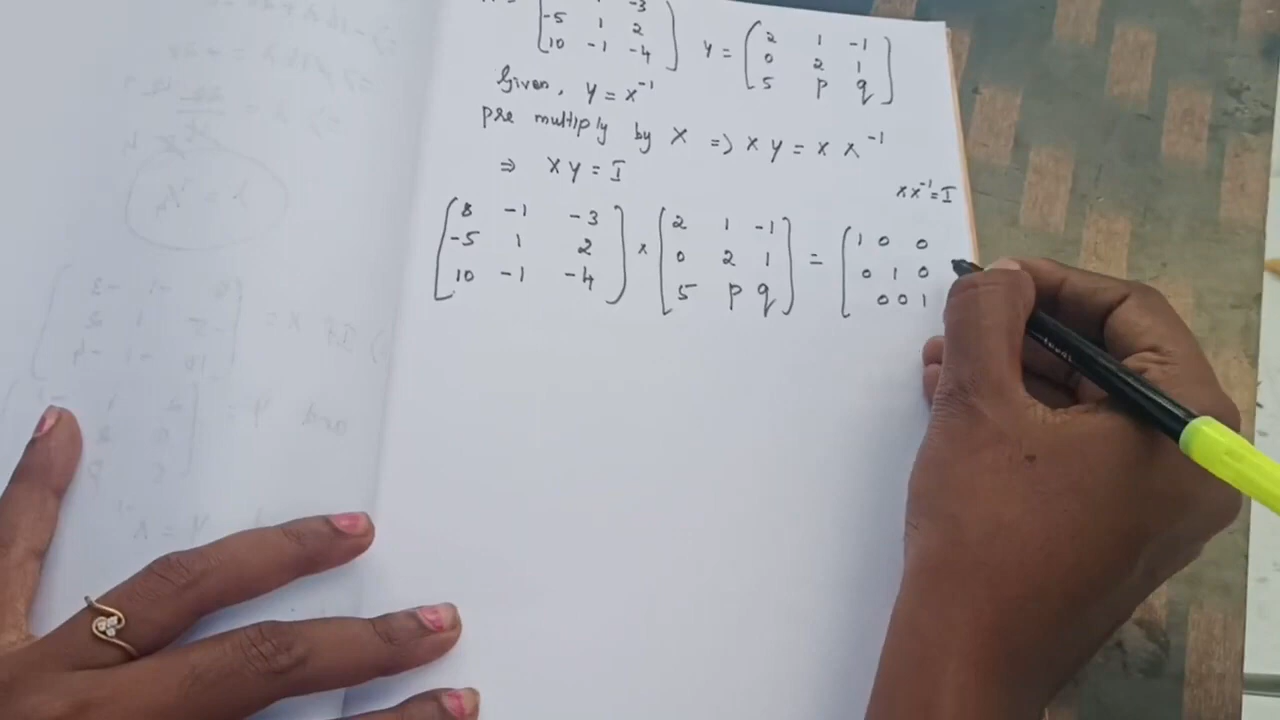 -3
-5 1 2 Y = 2 1 -1
10 -1 -4 0 2 1
5 p q
Given, Y = X⁻¹
pre multiply by X ⇒ X Y = X X⁻¹
⇒ X Y = I
X X⁻¹ = I
8 -1 -3 2 1 -1 1 0 0
-5 1 2 × 0 2 1 = 0 1 0
10 -1 -4 5 p q 0 0 1